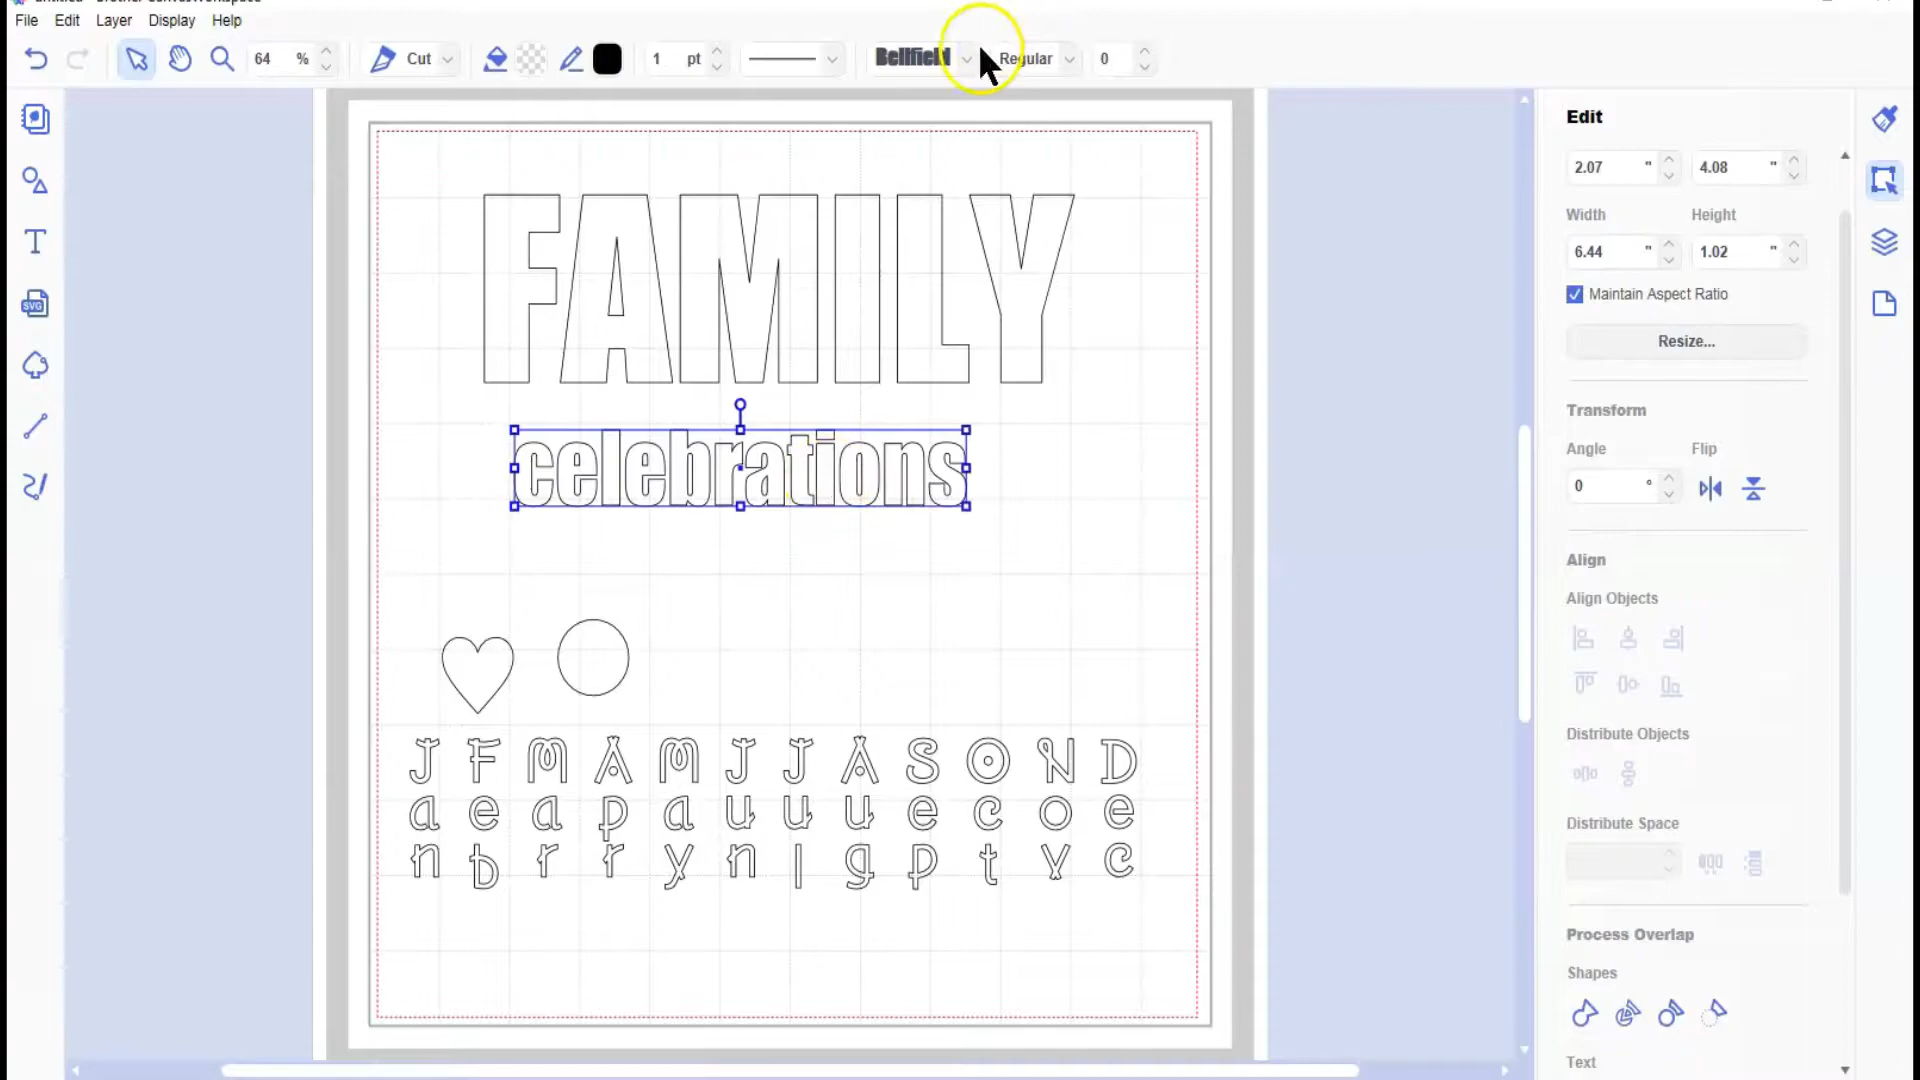 File Edit Layer Display Help
64 % Cut 1 pt Bellfield Regular 0
Edit
2.07 " 4.08 "
Width Height
6.44 " 1.02 "
Maintain Aspect Ratio
Resize...
Transform
Angle Flip
0 °
Align
Align Objects
Distribute Objects
Distribute Space
Process Overlap
Shapes
Text
SVG
FAMILY
celebrations
J F M A M J J A S O N D
a e a p a u u u e c o e
n b r r y n l g p t v c